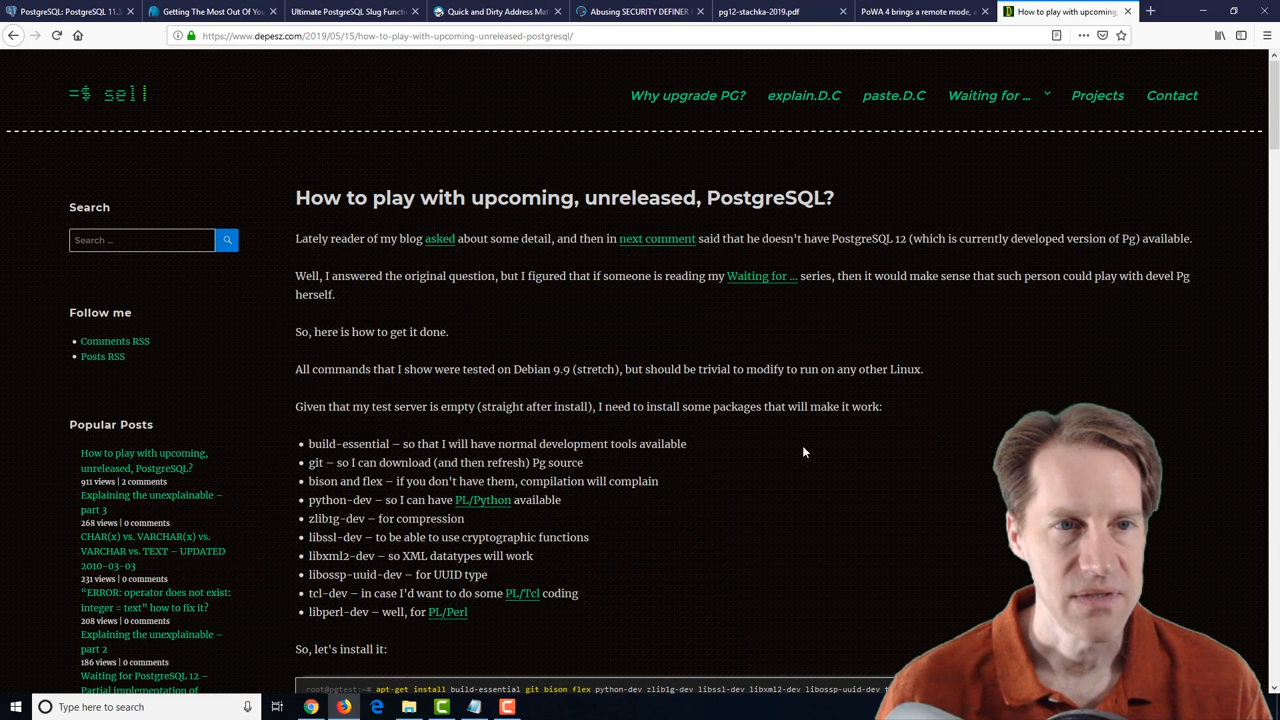 PostgreSQL: PostgreSQL 11.3,
Getting The Most Out Of You
Ultimate PostgreSQL Slug Functi
Quick and Dirty Address Mat
Abusing SECURITY DEFINER
pg12-stachka-2019.pdf
PoWA 4 brings a remote mode, a
How to play with upcoming,
https://www.depesz.com/2019/05/15/how-to-play-with-upcoming-unreleased-postgresql/
=$ sell
Why upgrade PG? explain.D.C paste.D.C Waiting for ... Projects Contact
Search
Search ...
Follow me
Comments RSS
Posts RSS
Popular Posts
How to play with upcoming,
unreleased, PostgreSQL?
911 views | 2 comments
Explaining the unexplainable –
part 3
268 views | 0 comments
CHAR(x) vs. VARCHAR(x) vs.
VARCHAR vs. TEXT – UPDATED
2010-03-03
231 views | 0 comments
“ERROR: operator does not exist:
integer = text” how to fix it?
208 views | 0 comments
Explaining the unexplainable –
part 2
186 views | 0 comments
Waiting for PostgreSQL 12 –
Partial implementation of
How to play with upcoming, unreleased, PostgreSQL?
Lately reader of my blog asked about some detail, and then in next comment said that he doesn't have PostgreSQL 12 (which is currently developed version of Pg) available.
Well, I answered the original question, but I figured that if someone is reading my Waiting for ... series, then it would make sense that such person could play with devel Pg
herself.
So, here is how to get it done.
All commands that I show were tested on Debian 9.9 (stretch), but should be trivial to modify to run on any other Linux.
Given that my test server is empty (straight after install), I need to install some packages that will make it work:
build-essential – so that I will have normal development tools available
git – so I can download (and then refresh) Pg source
bison and flex – if you don't have them, compilation will complain
python-dev – so I can have PL/Python available
zlib1g-dev – for compression
libssl-dev – to be able to use cryptographic functions
libxml2-dev – so XML datatypes will work
libossp-uuid-dev – for UUID type
tcl-dev – in case I'd want to do some PL/Tcl coding
libperl-dev – well, for PL/Perl
So, let's install it:
root@pgtest:~# apt-get install build-essential git bison flex python-dev zlib1g-dev libssl-dev libxml2-dev libossp-uuid-dev
Type here to search